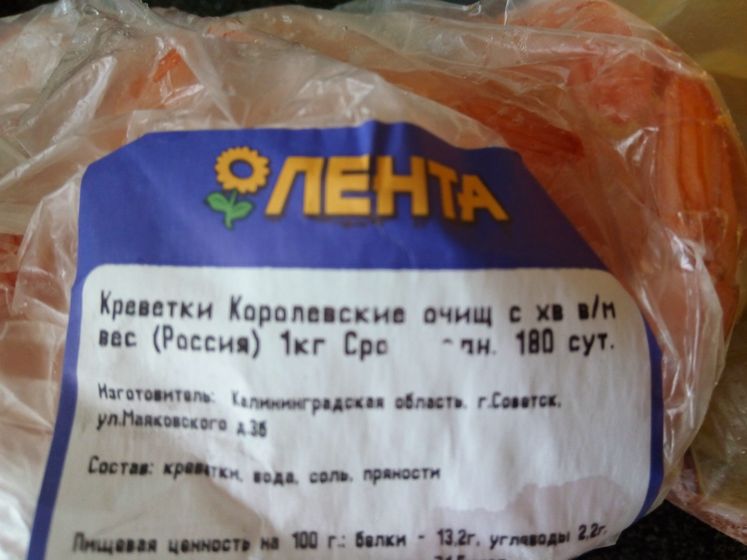 ЛЕНТА
Креветки Королевские очищ с хв в/м
вес (Россия) 1кг 180 сут.
Изготовитель: Калининградская область, г.Советск,
ул.Маяковского д.3б
Состав: креветки, вода, соль, пряности
Пищевая ценность на 100 г.: белки - 13,2г, углеводы 2,2г,